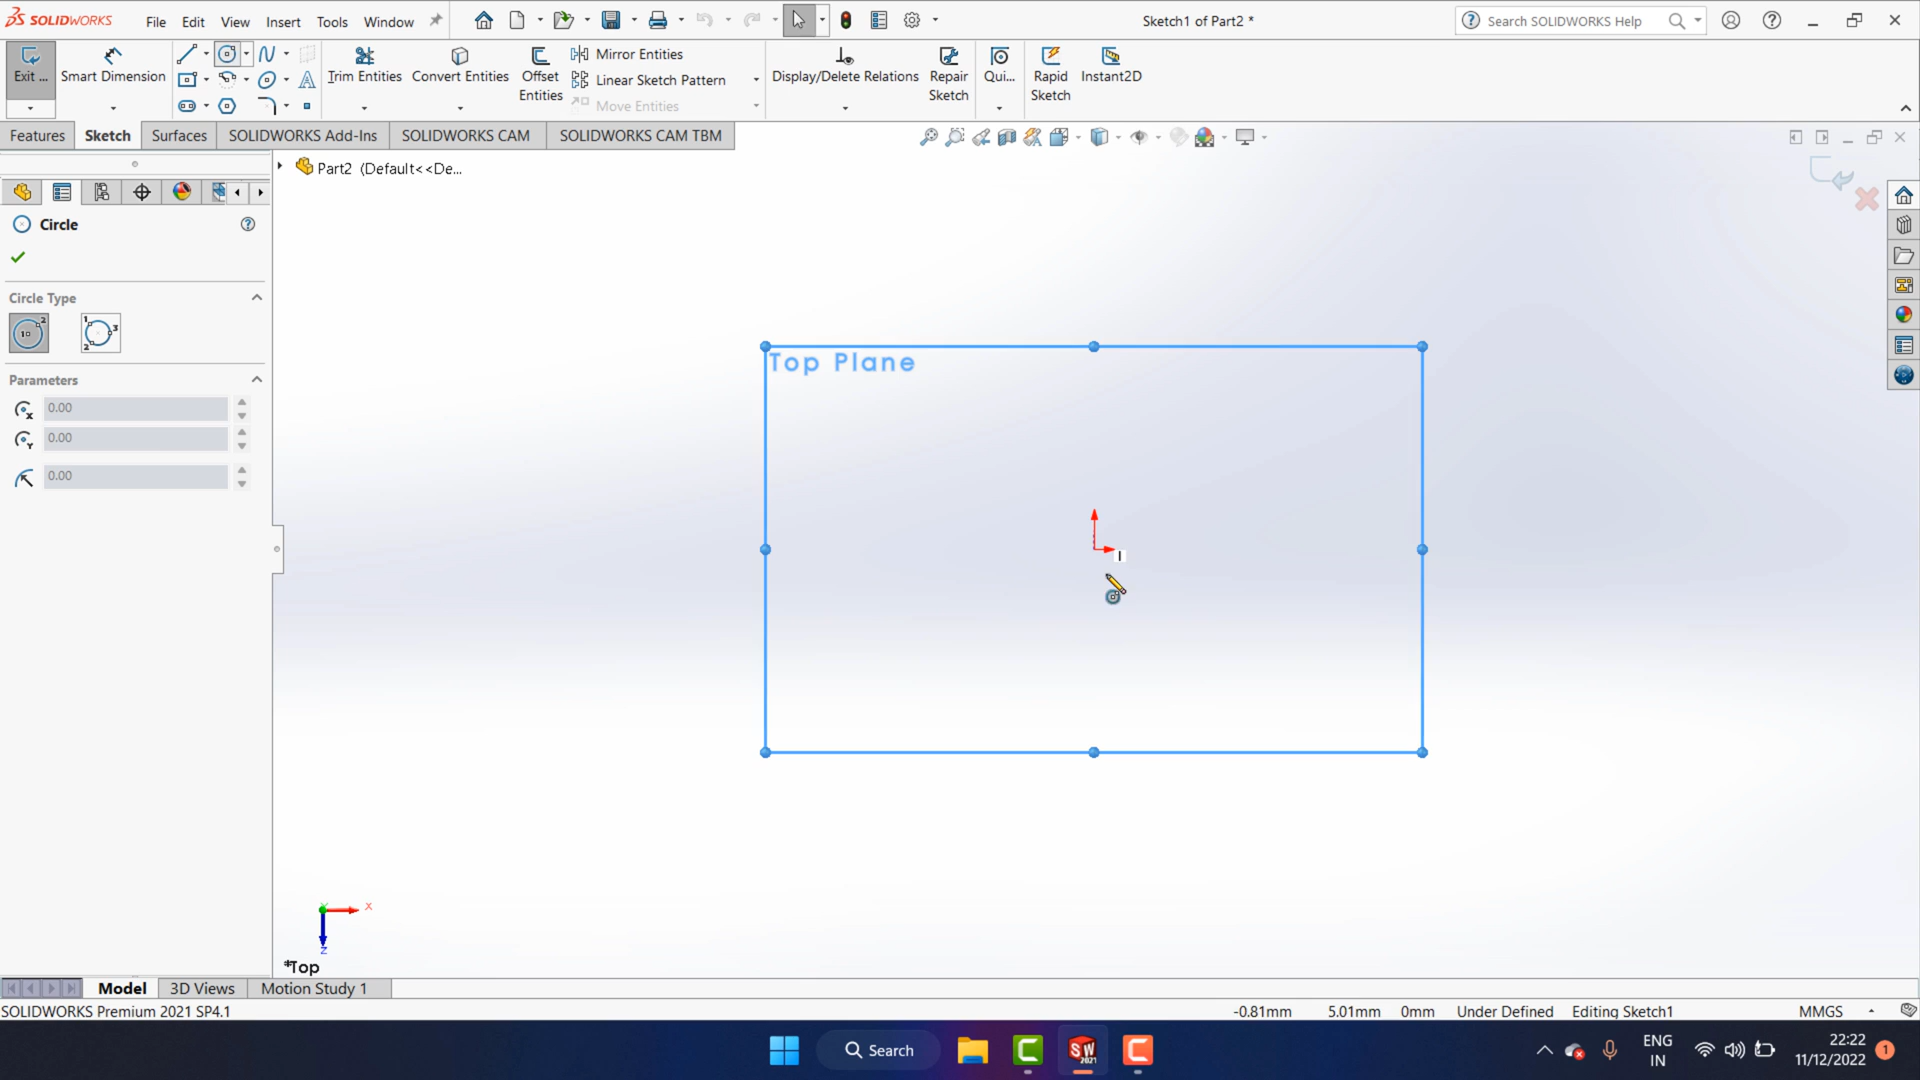 SOLIDWORKS File Edit View Insert Tools Window Sketch1 of Part2 * Search SOLIDWORKS Help
Exit ... Smart Dimension Trim Entities Convert Entities Offset Entities Mirror Entities Display/Delete Relations Repair Sketch Qui... Rapid Sketch Instant2D
Linear Sketch Pattern
Move Entities
Features Sketch Surfaces SOLIDWORKS Add-Ins SOLIDWORKS CAM SOLIDWORKS CAM TBM
Part2 (Default<<De...
Circle
Circle Type
Parameters
0.00
0.00
0.00
Top Plane
X
Z
*Top
Model 3D Views Motion Study 1
SOLIDWORKS Premium 2021 SP4.1 -0.81mm 5.01mm 0mm Under Defined Editing Sketch1 MMGS
Search SW 2021 ENG IN 22:22 11/12/2022 1